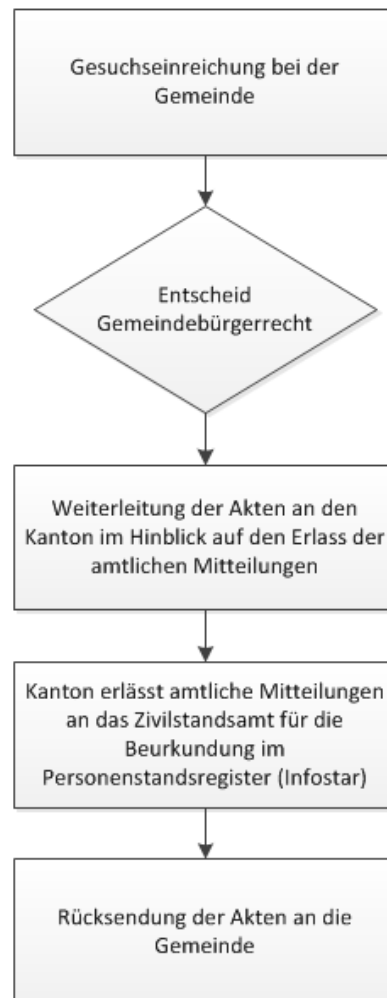 Gesuchseinreichung bei der
Gemeinde
Entscheid
Gemeindebürgerrecht
Weiterleitung der Akten an den
Kanton im Hinblick auf den Erlass der
amtlichen Mitteilungen
Kanton erlässt amtliche Mitteilungen
an das Zivilstandsamt für die
Beurkundung im
Personenstandsregister (Infostar)
Rücksendung der Akten an die
Gemeinde